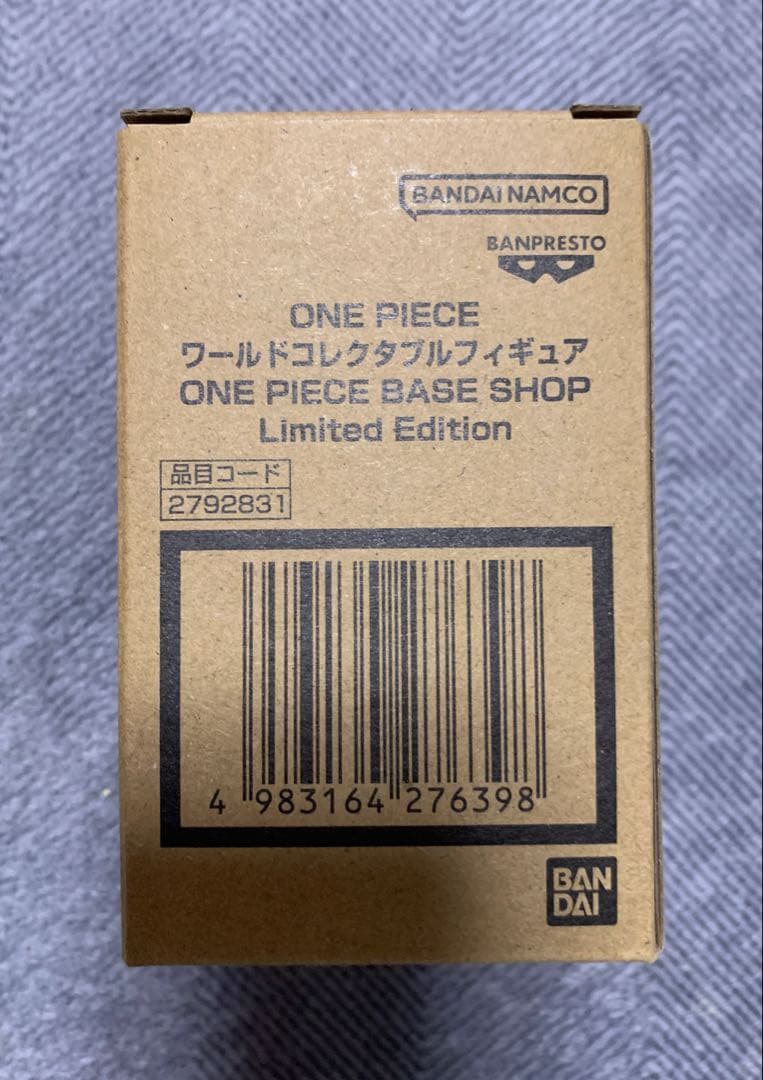 BANDAI NAMCO
BANPRESTO
ONE PIECE
ワールドコレクタブルフィギュア
ONE PIECE BASE SHOP
Limited Edition
品目コード
2792831
4 983164 276398
BAN
DAI